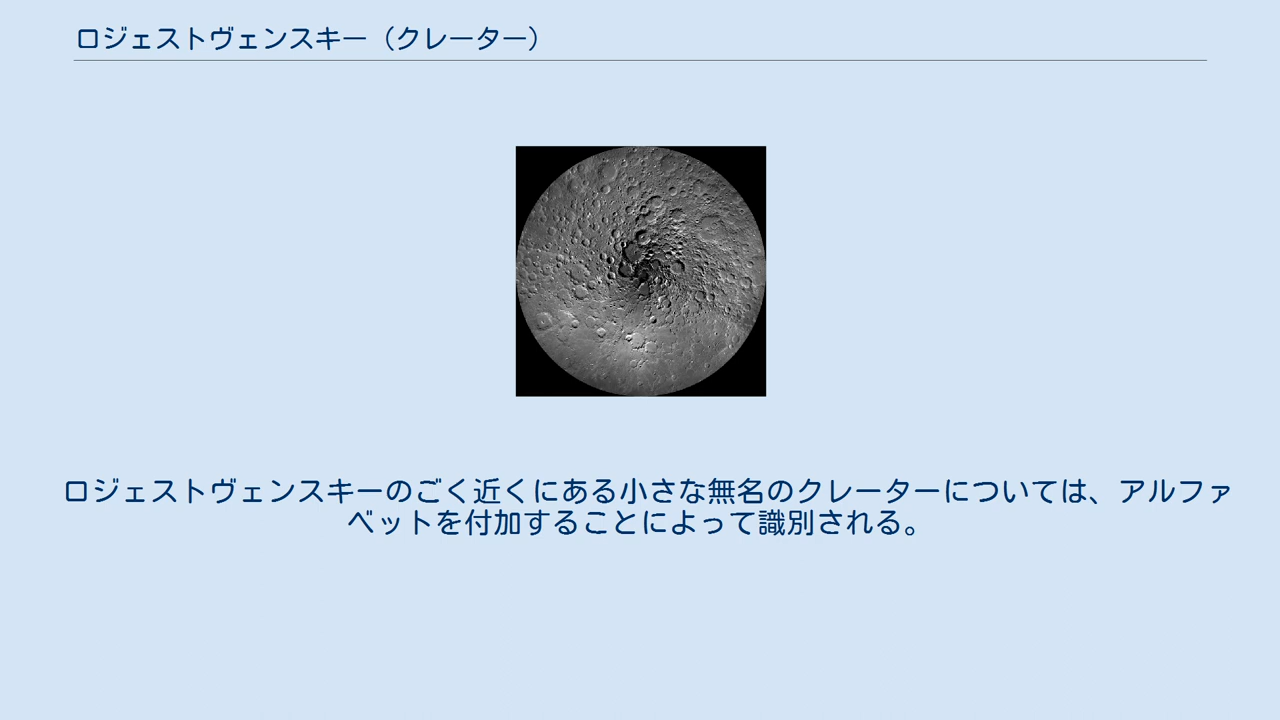 ロジェストヴェンスキー（クレーター）
ロジェストヴェンスキーのごく近くにある小さな無名のクレーターについては、アルファ
ベットを付加することによって識別される。